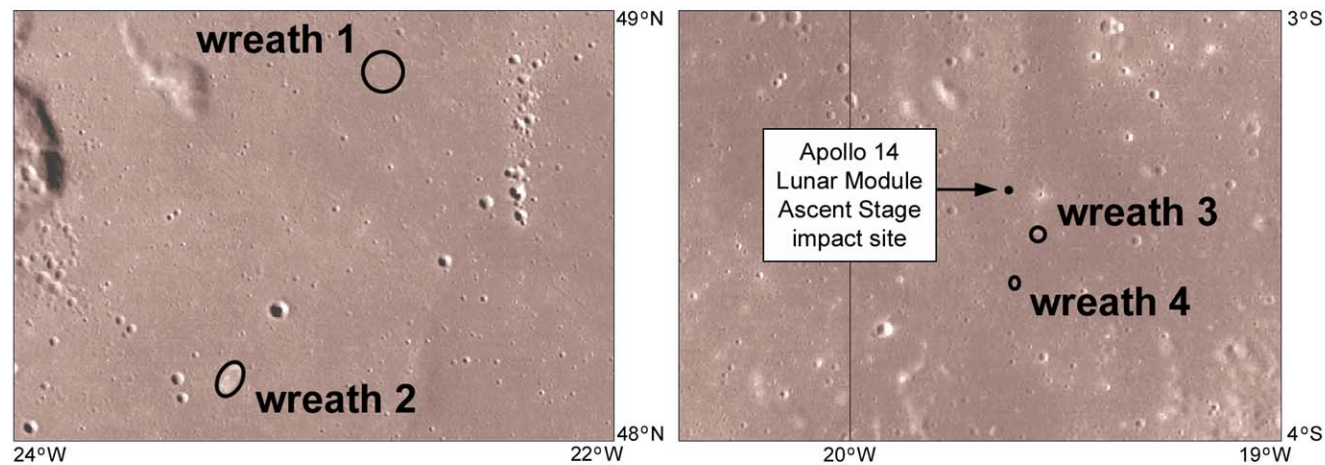 wreath 1
wreath 2
49°N
48°N
24°W
22°W
Apollo 14
Lunar Module
Ascent Stage
impact site
wreath 3
wreath 4
3°S
4°S
20°W
19°W